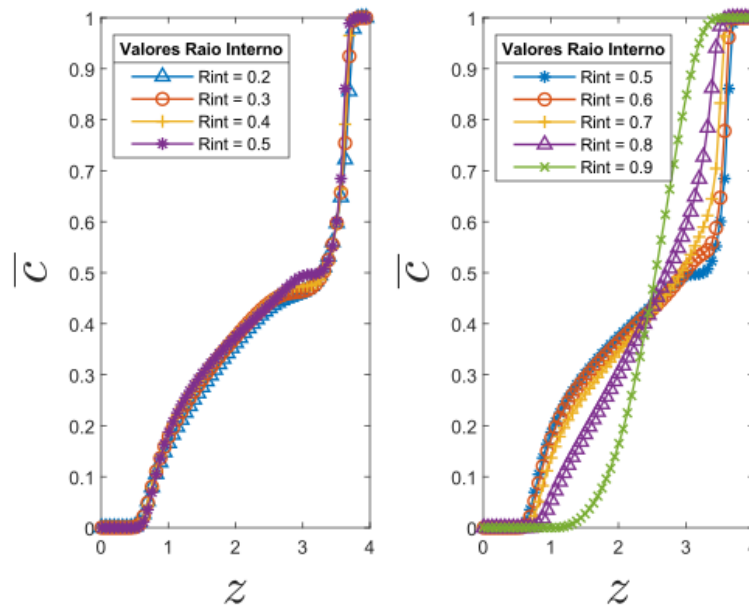 1
0.9
0.8
0.7
0.6
0.5
0.4
0.3
0.2
0.1
0
0 1 2 3 4
c
z
Valores Raio Interno
Rint = 0.2
Rint = 0.3
Rint = 0.4
Rint = 0.5
1
0.9
0.8
0.7
0.6
0.5
0.4
0.3
0.2
0.1
0
0 1 2 3 4
c
z
Valores Raio Interno
Rint = 0.5
Rint = 0.6
Rint = 0.7
Rint = 0.8
Rint = 0.9